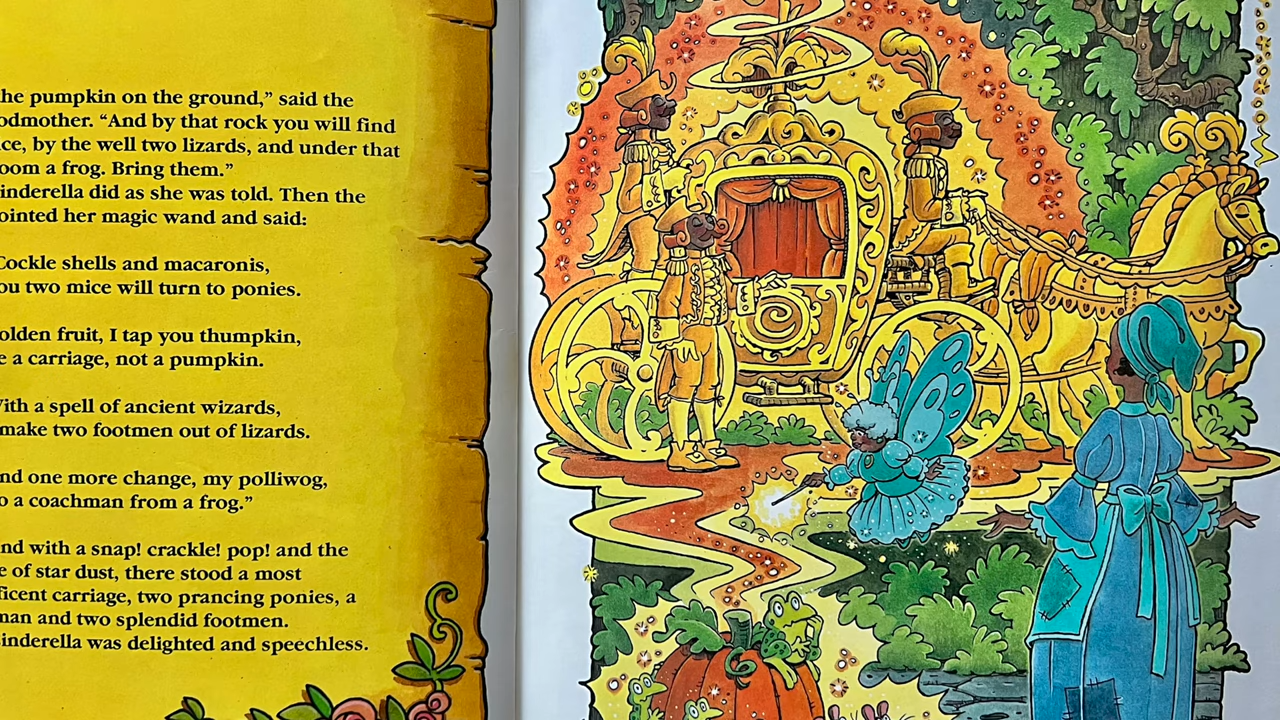 he pumpkin on the ground,” said the
odmother. “And by that rock you will find
ice, by the well two lizards, and under that
oom a frog. Bring them.”
inderella did as she was told. Then the
ointed her magic wand and said:
Cockle shells and macaronis,
ou two mice will turn to ponies.
olden fruit, I tap you thumpkin,
e a carriage, not a pumpkin.
With a spell of ancient wizards,
make two footmen out of lizards.
nd one more change, my polliwog,
o a coachman from a frog.”
nd with a snap! crackle! pop! and the
e of star dust, there stood a most
ficent carriage, two prancing ponies, a
man and two splendid footmen.
inderella was delighted and speechless.